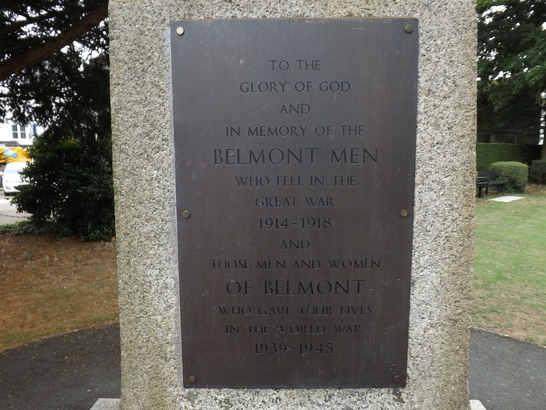 TO THE
GLORY OF GOD
AND
IN MEMORY OF THE
BELMONT MEN
WHO FELL IN THE
GREAT WAR
1914-1918
AND
THOSE MEN AND WOMEN
OF BELMONT
WHO GAVE THEIR LIVES
IN THE WORLD WAR
1939-1945